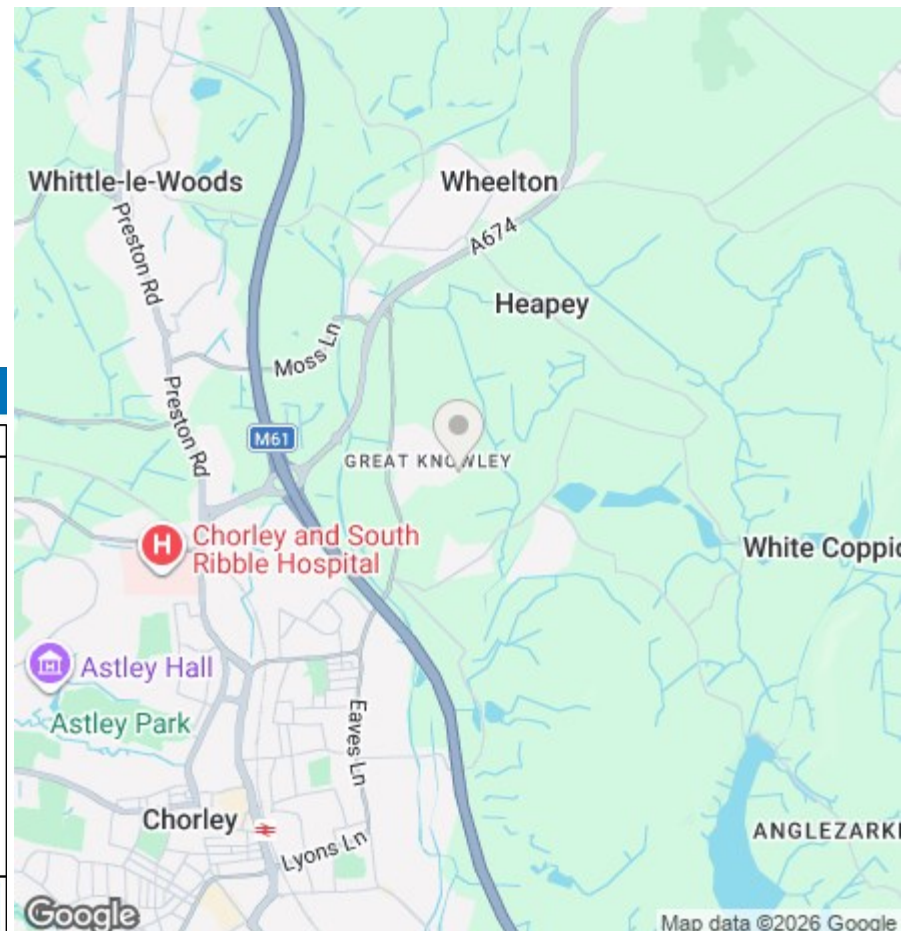 Whittle-le-Woods
Wheelton
A674
Preston Rd
Heapey
Moss Ln
Preston Rd
M61
GREAT KNOWLEY
H
Chorley and South
Ribble Hospital
White Coppic
Astley Hall
Astley Park
Eaves Ln
Chorley
Lyons Ln
ANGLEZARKE
Google
Map data ©2026 Google